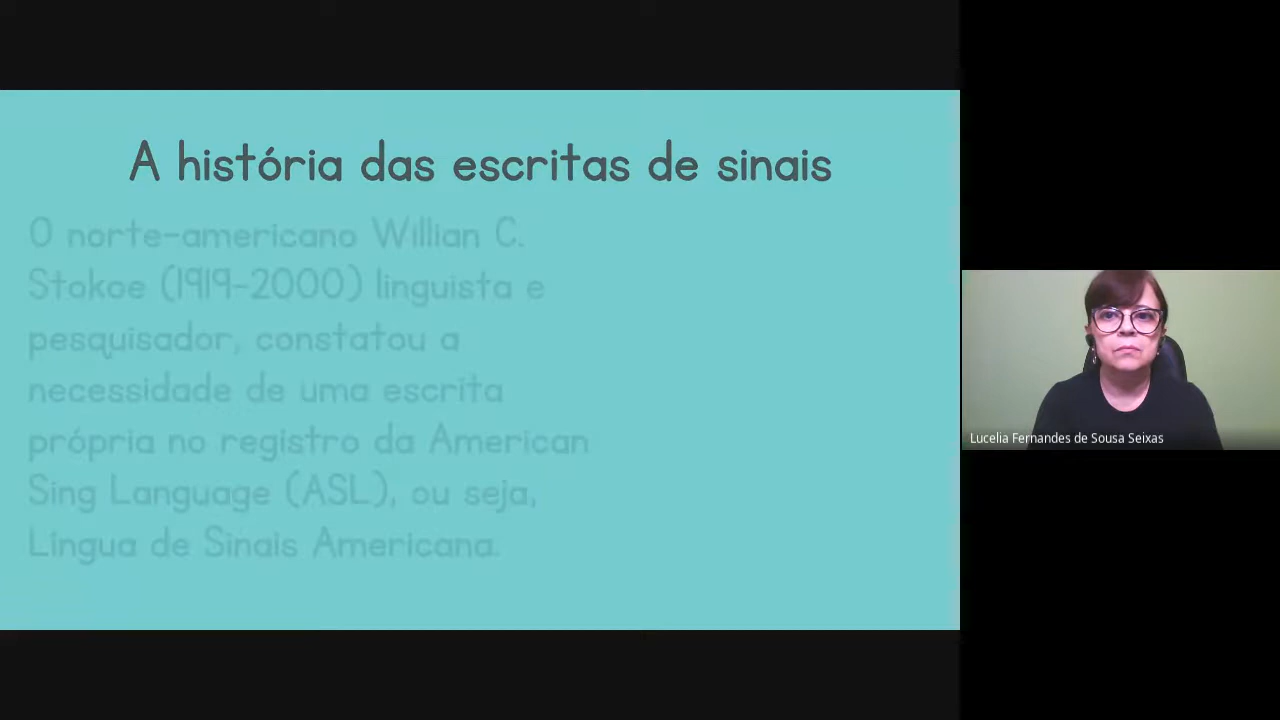 A história das escritas de sinais
O norte-americano Willian C.
Stokoe (1919-2000) linguista e
pesquisador, constatou a
necessidade de uma escrita
própria no registro da American
Sing Language (ASL), ou seja,
Língua de Sinais Americana.
Lucelia Fernandes de Sousa Seixas